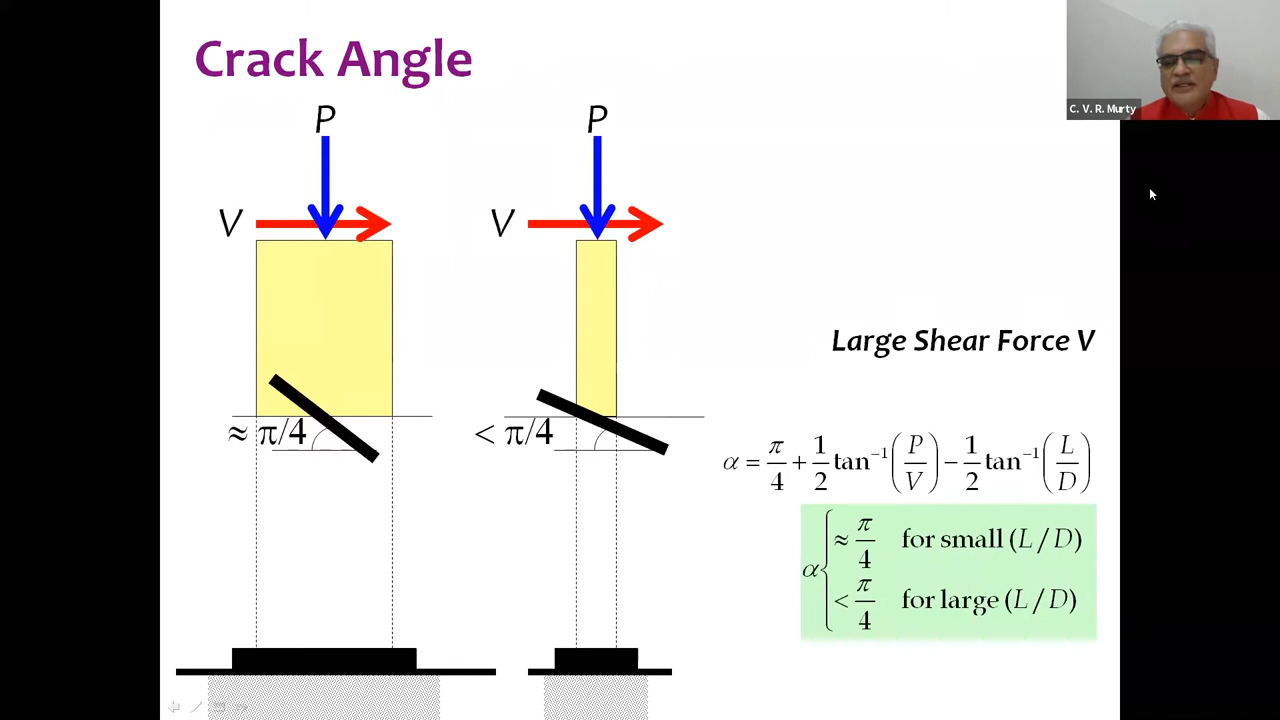 Crack Angle
C. V. R. Murty
P
P
V
V
Large Shear Force V
≈ π/4
< π/4
α = π/4 + 1/2 tan⁻¹(P/V) − 1/2 tan⁻¹(L/D)
α { ≈ π/4 for small (L / D)
< π/4 for large (L / D)